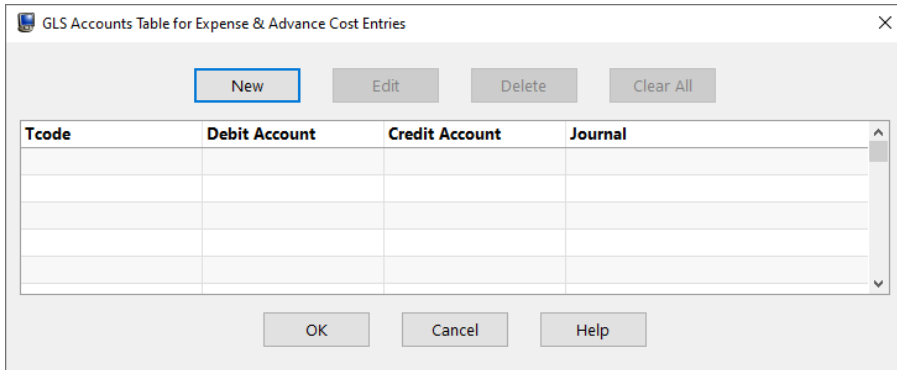 GLS Accounts Table for Expense & Advance Cost Entries
New Edit Delete Clear All
Tcode Debit Account Credit Account Journal
OK Cancel Help